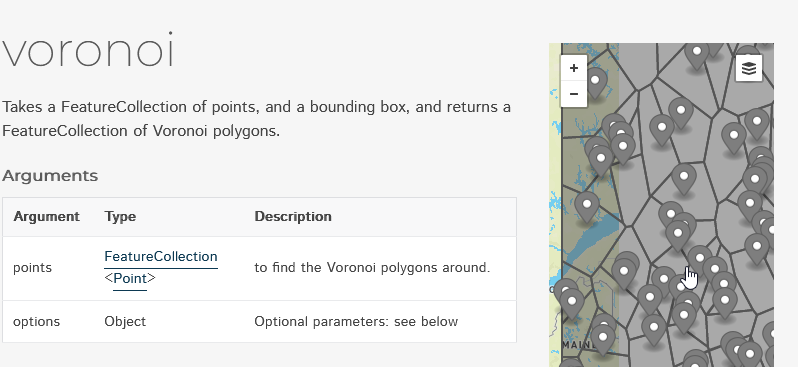 voronoi
Takes a FeatureCollection of points, and a bounding box, and returns a
FeatureCollection of Voronoi polygons.
Arguments
Argument Type Description
points FeatureCollection <Point> to find the Voronoi polygons around.
options Object Optional parameters: see below
+
−